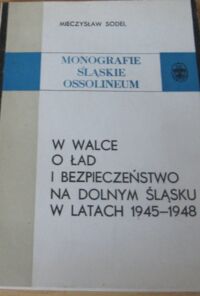 MIECZYSŁAW SODEL
MONOGRAFIE
ŚLĄSKIE
OSSOLINEUM
W WALCE
O ŁAD
I BEZPIECZEŃSTWO
NA DOLNYM ŚLĄSKU
W LATACH 1945–1948